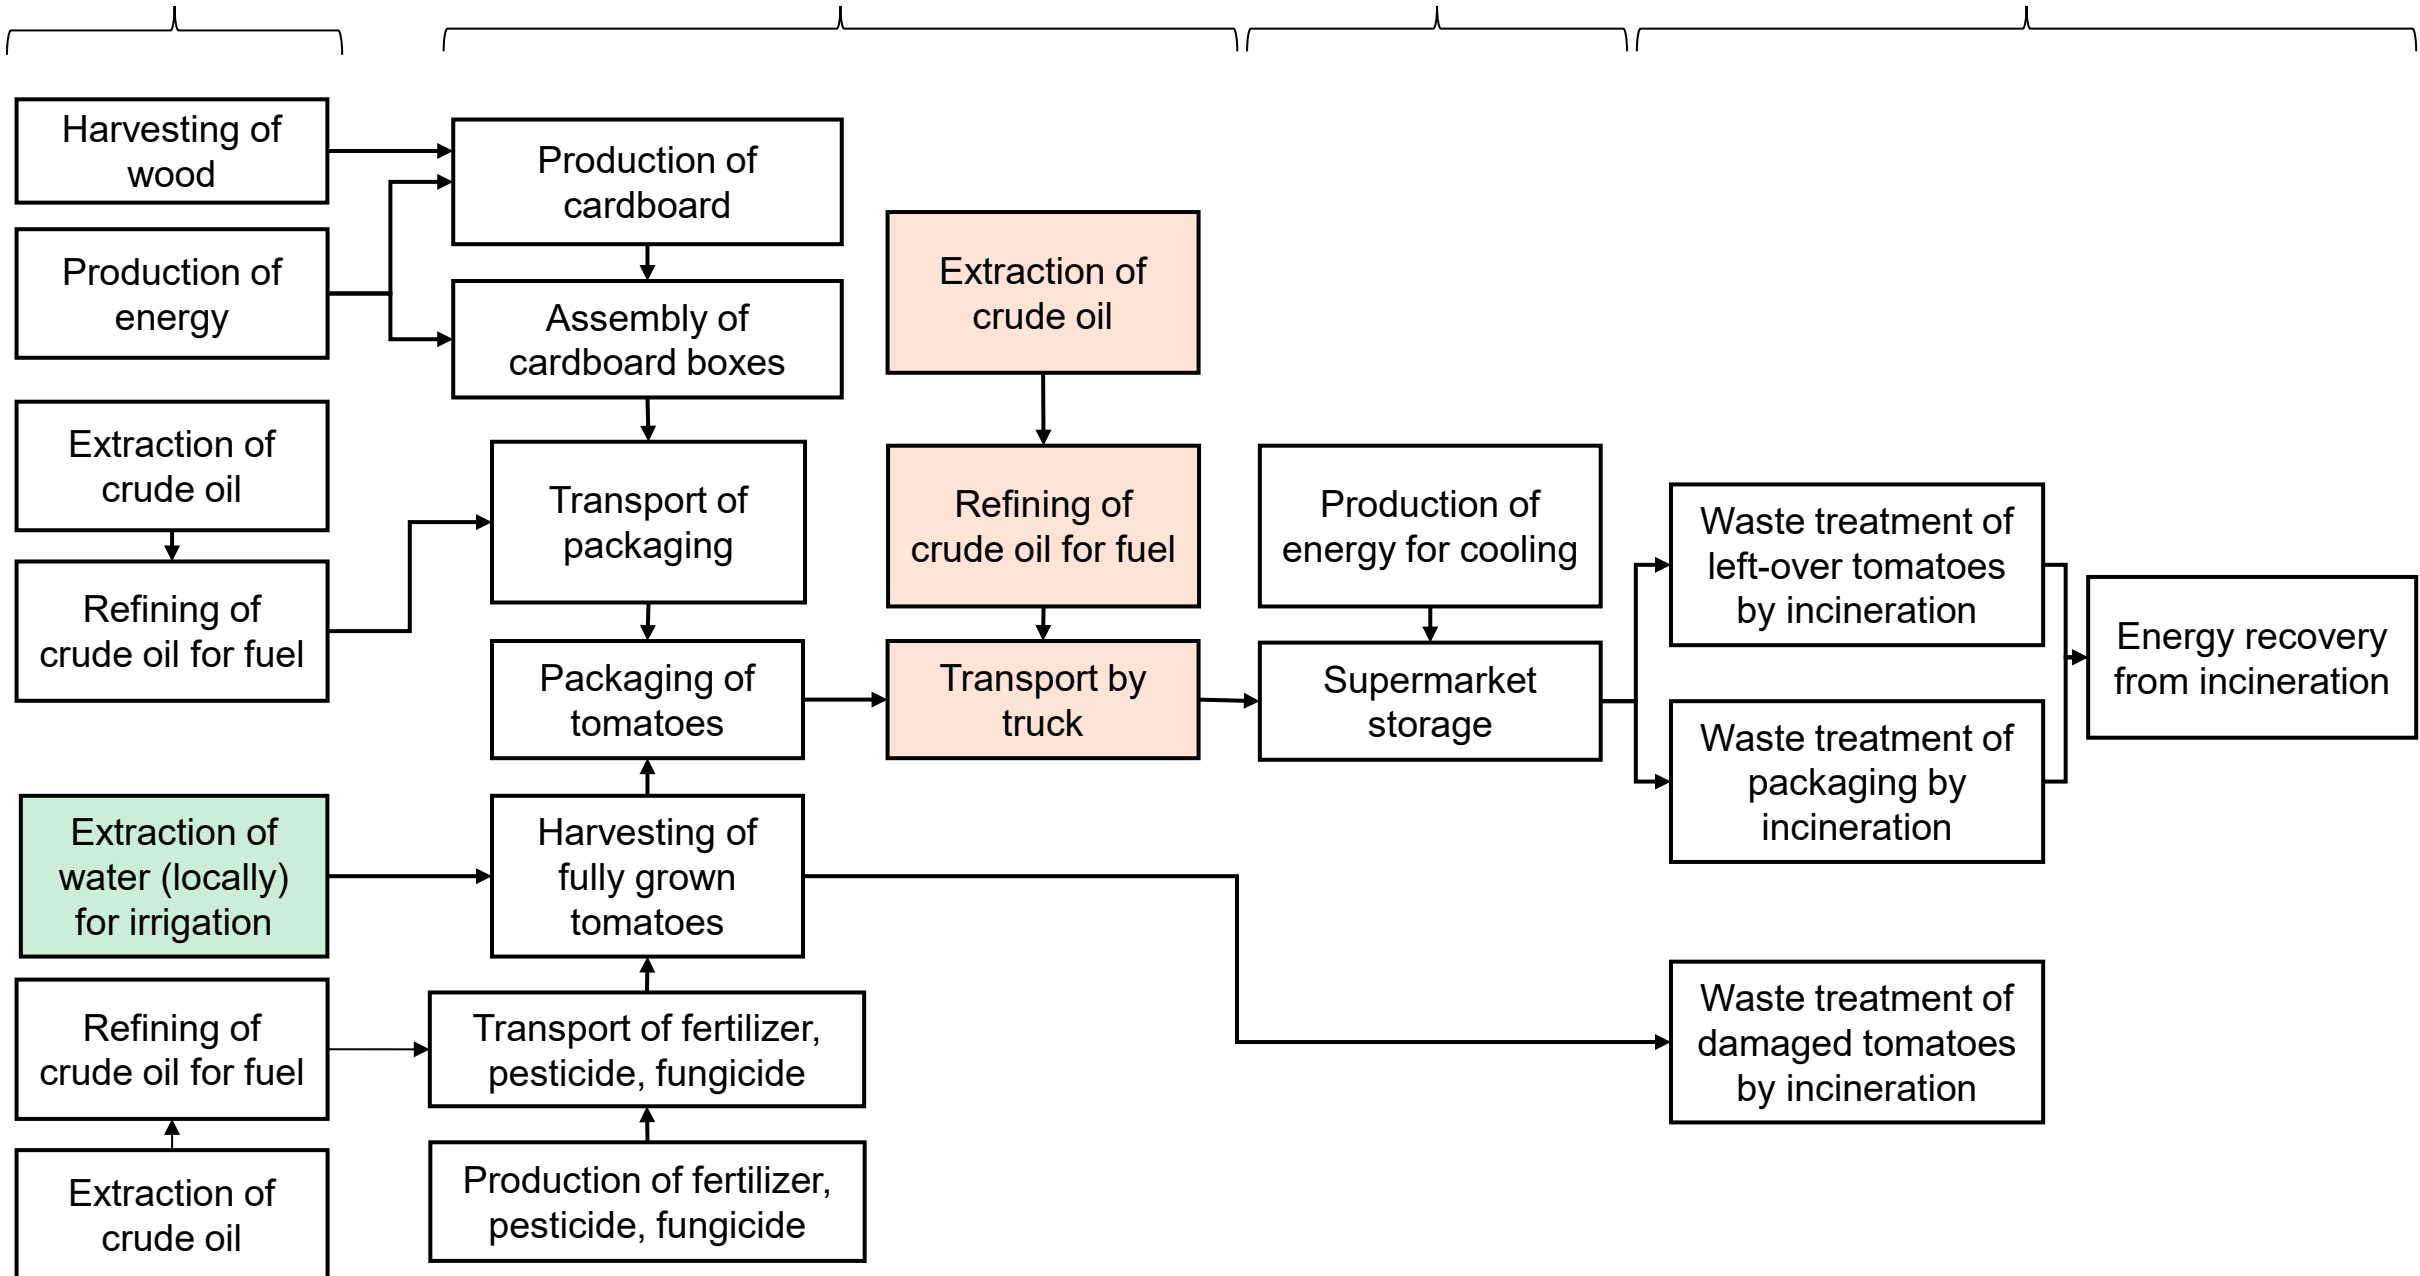 Harvesting of
wood
Production of
energy
Extraction of
crude oil
Refining of
crude oil for fuel
Extraction of
water (locally)
for irrigation
Refining of
crude oil for fuel
Extraction of
crude oil
Production of
cardboard
Assembly of
cardboard boxes
Transport of
packaging
Packaging of
tomatoes
Harvesting of
fully grown
tomatoes
Transport of fertilizer,
pesticide, fungicide
Production of fertilizer,
pesticide, fungicide
Extraction of
crude oil
Refining of
crude oil for fuel
Transport by
truck
Production of
energy for cooling
Supermarket
storage
Waste treatment of
left-over tomatoes
by incineration
Waste treatment of
packaging by
incineration
Waste treatment of
damaged tomatoes
by incineration
Energy recovery
from incineration